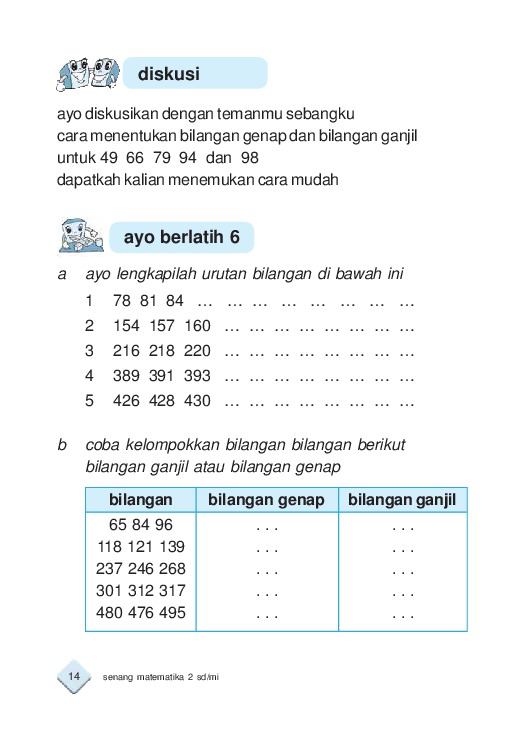 diskusi
ayo diskusikan dengan temanmu sebangku
cara menentukan bilangan genap dan bilangan ganjil
untuk 49 66 79 94 dan 98
dapatkah kalian menemukan cara mudah
ayo berlatih 6
a ayo lengkapilah urutan bilangan di bawah ini
1 78 81 84 ... ... ... ... ... ... ... ...
2 154 157 160 ... ... ... ... ... ... ... ...
3 216 218 220 ... ... ... ... ... ... ... ...
4 389 391 393 ... ... ... ... ... ... ... ...
5 426 428 430 ... ... ... ... ... ... ... ...
b coba kelompokkan bilangan bilangan berikut
bilangan ganjil atau bilangan genap
bilangan bilangan genap bilangan ganjil
65 84 96 . . . . . .
118 121 139 . . . . . .
237 246 268 . . . . . .
301 312 317 . . . . . .
480 476 495 . . . . . .
14 senang matematika 2 sd/mi